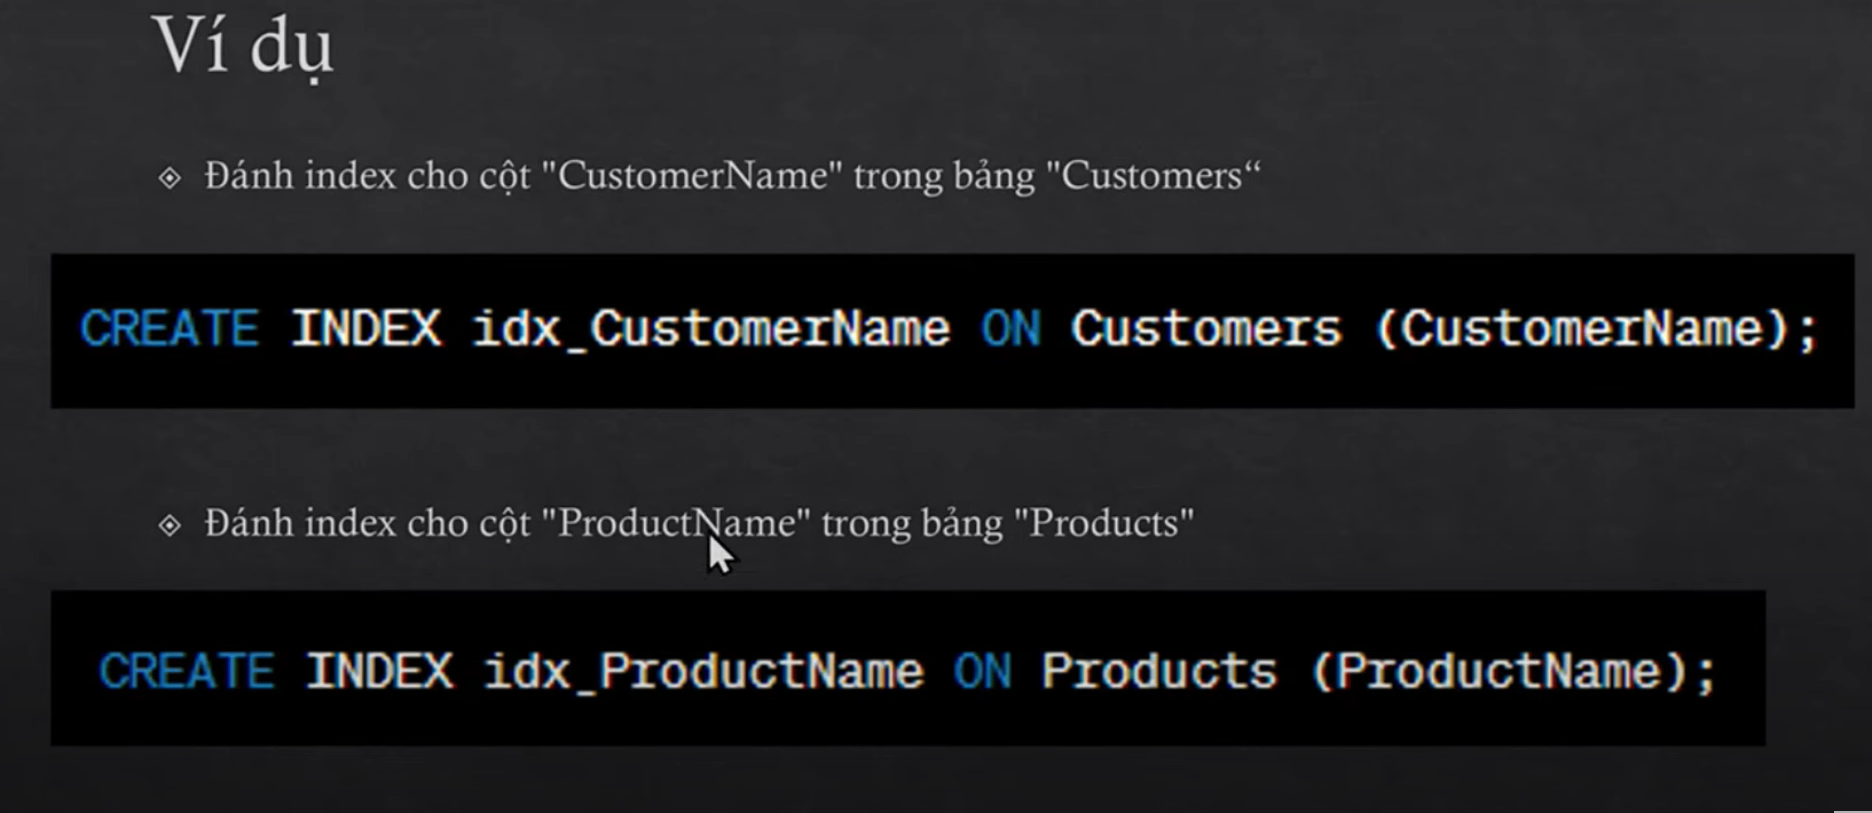 Ví dụ
Đánh index cho cột "CustomerName" trong bảng "Customers“
CREATE INDEX idx_CustomerName ON Customers (CustomerName);
Đánh index cho cột "ProductName" trong bảng "Products"
CREATE INDEX idx_ProductName ON Products (ProductName);